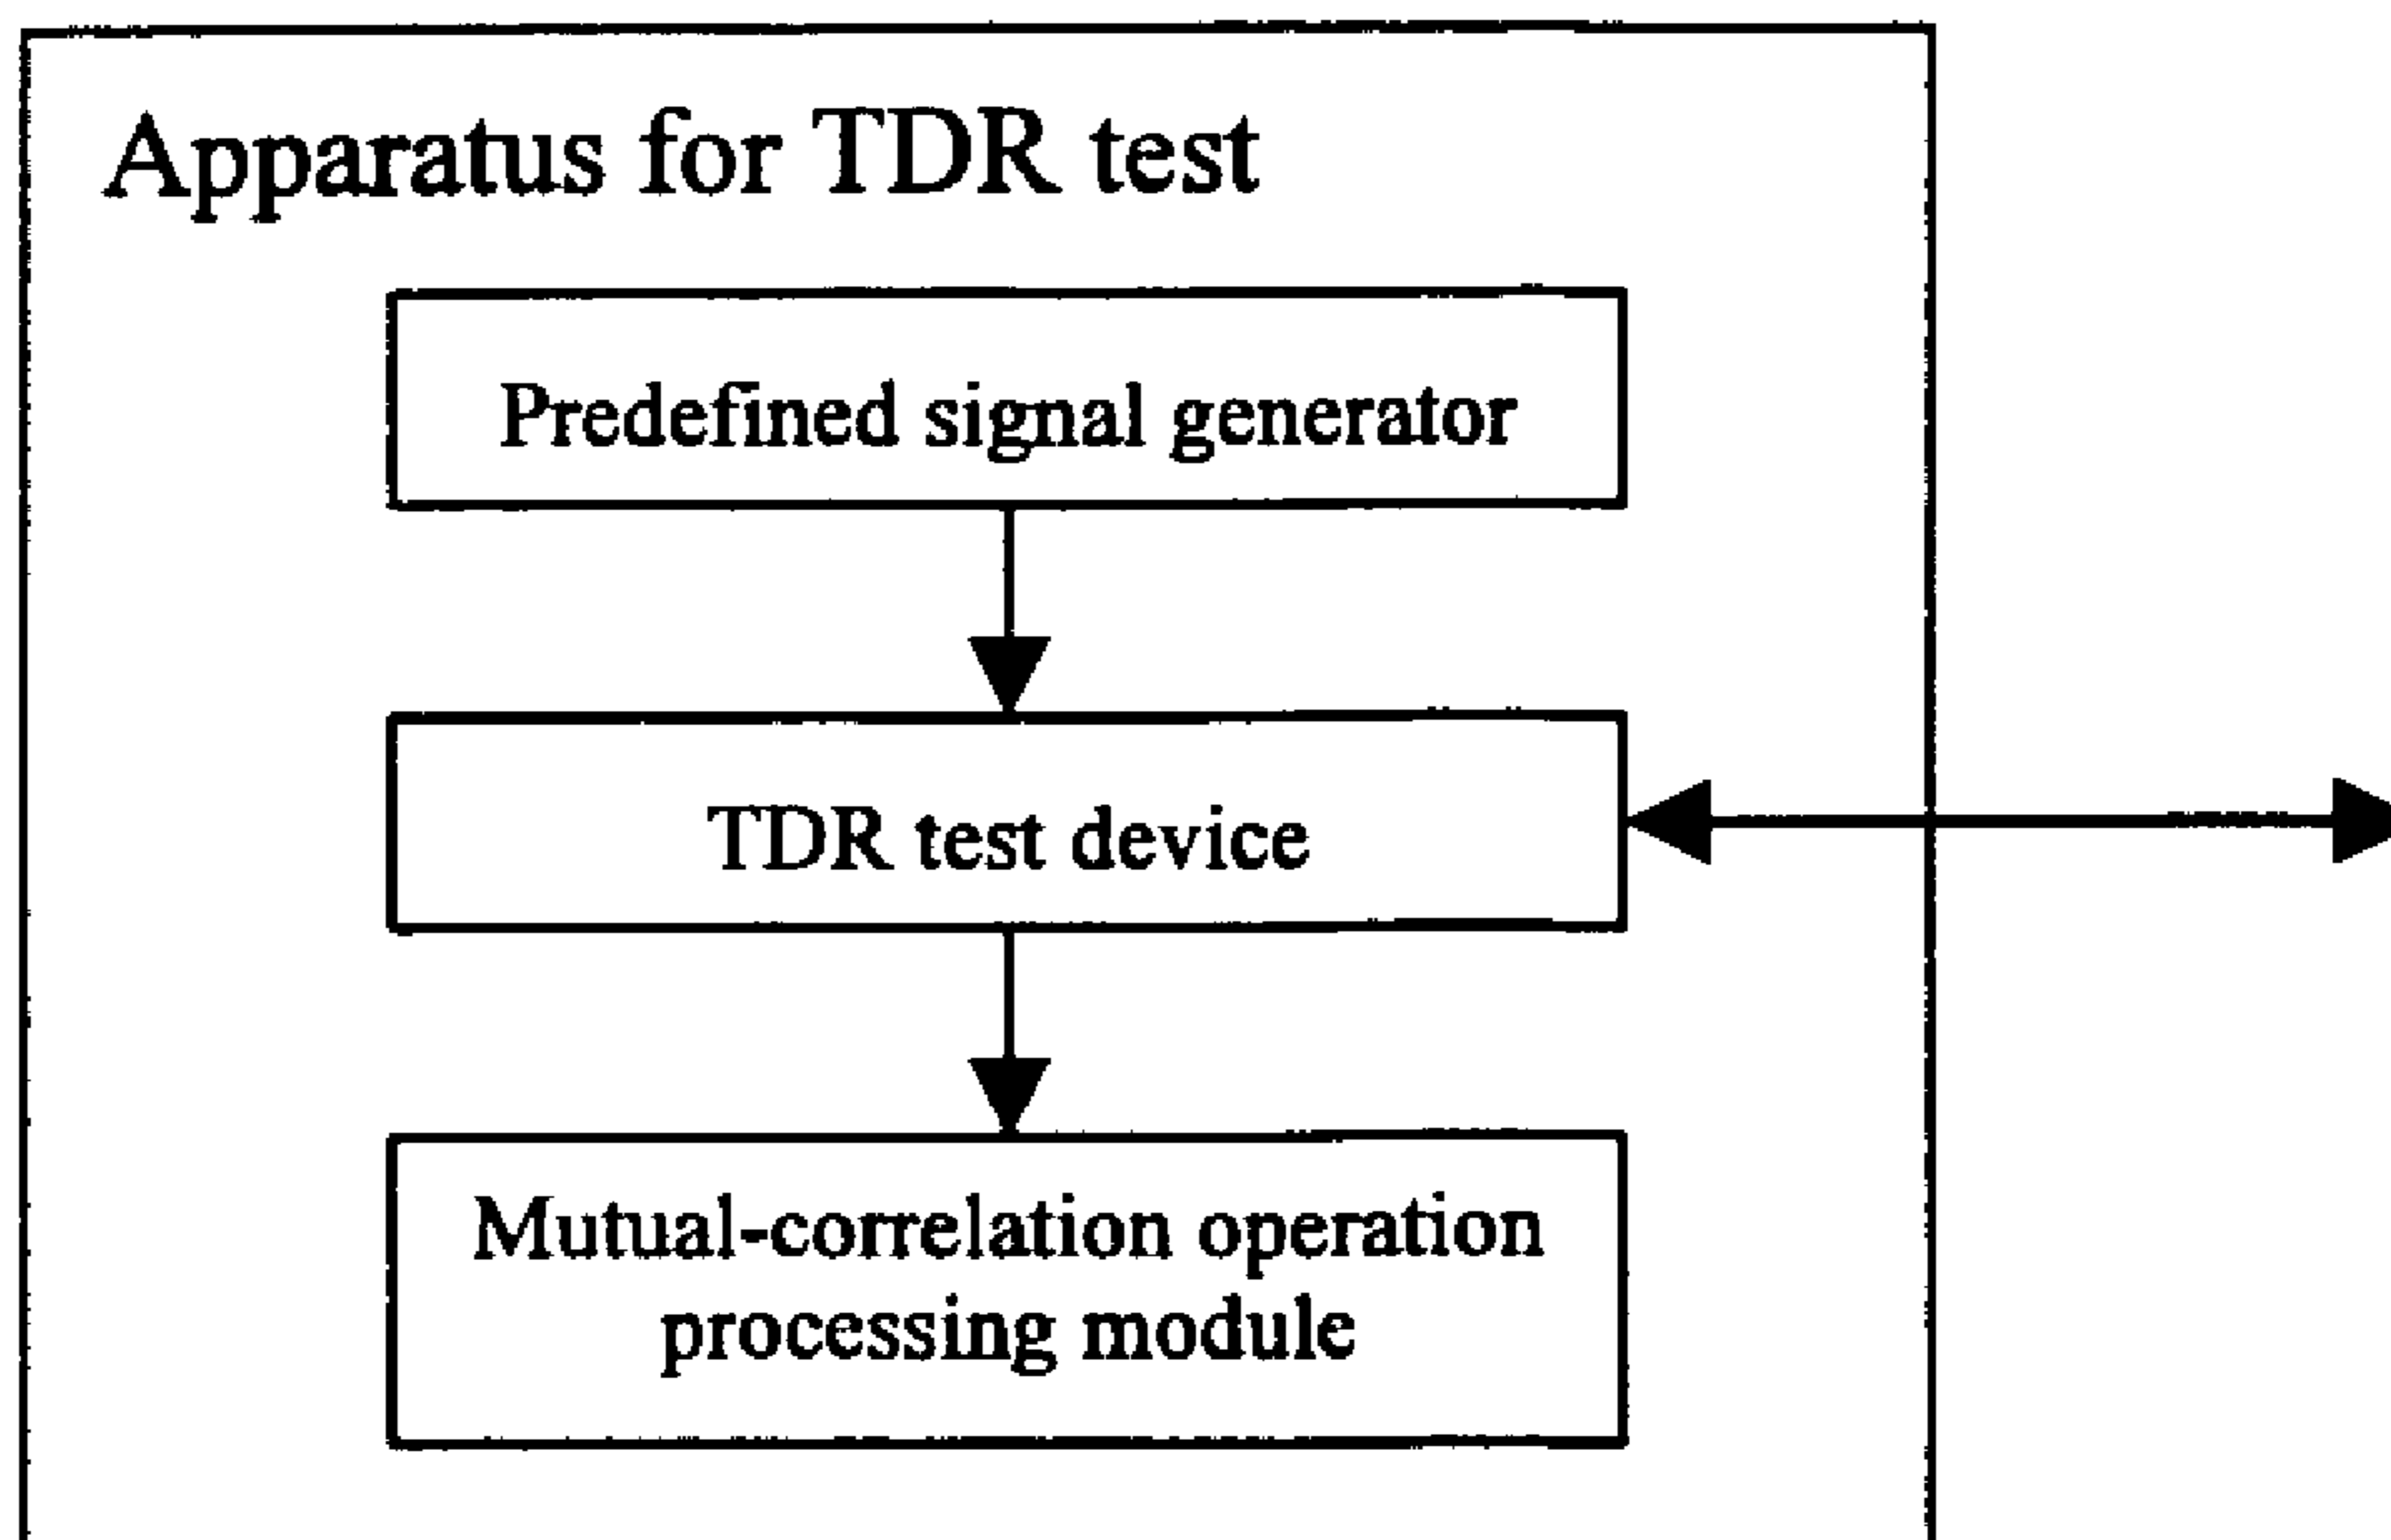 Apparatus for TDR test
Predefined signal generator
TDR test device
Mutual-correlation operation
processing module